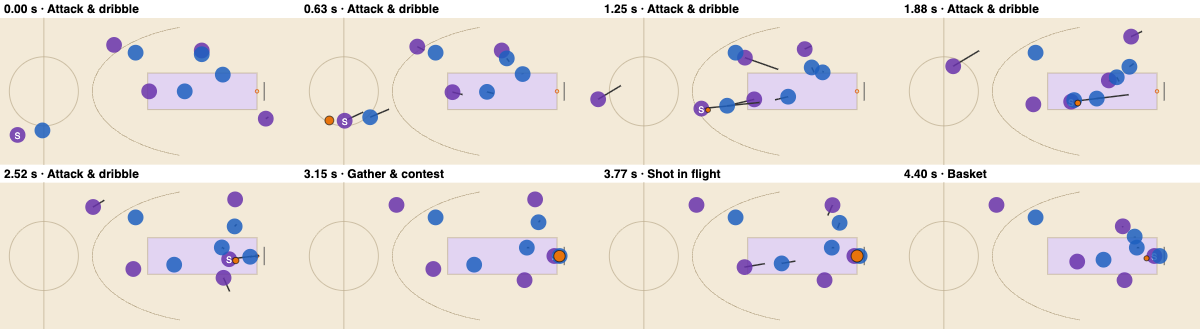 0.00 s · Attack & dribble
0.63 s · Attack & dribble
1.25 s · Attack & dribble
1.88 s · Attack & dribble
S
S
S
2.52 s · Attack & dribble
3.15 s · Gather & contest
3.77 s · Shot in flight
4.40 s · Basket
S